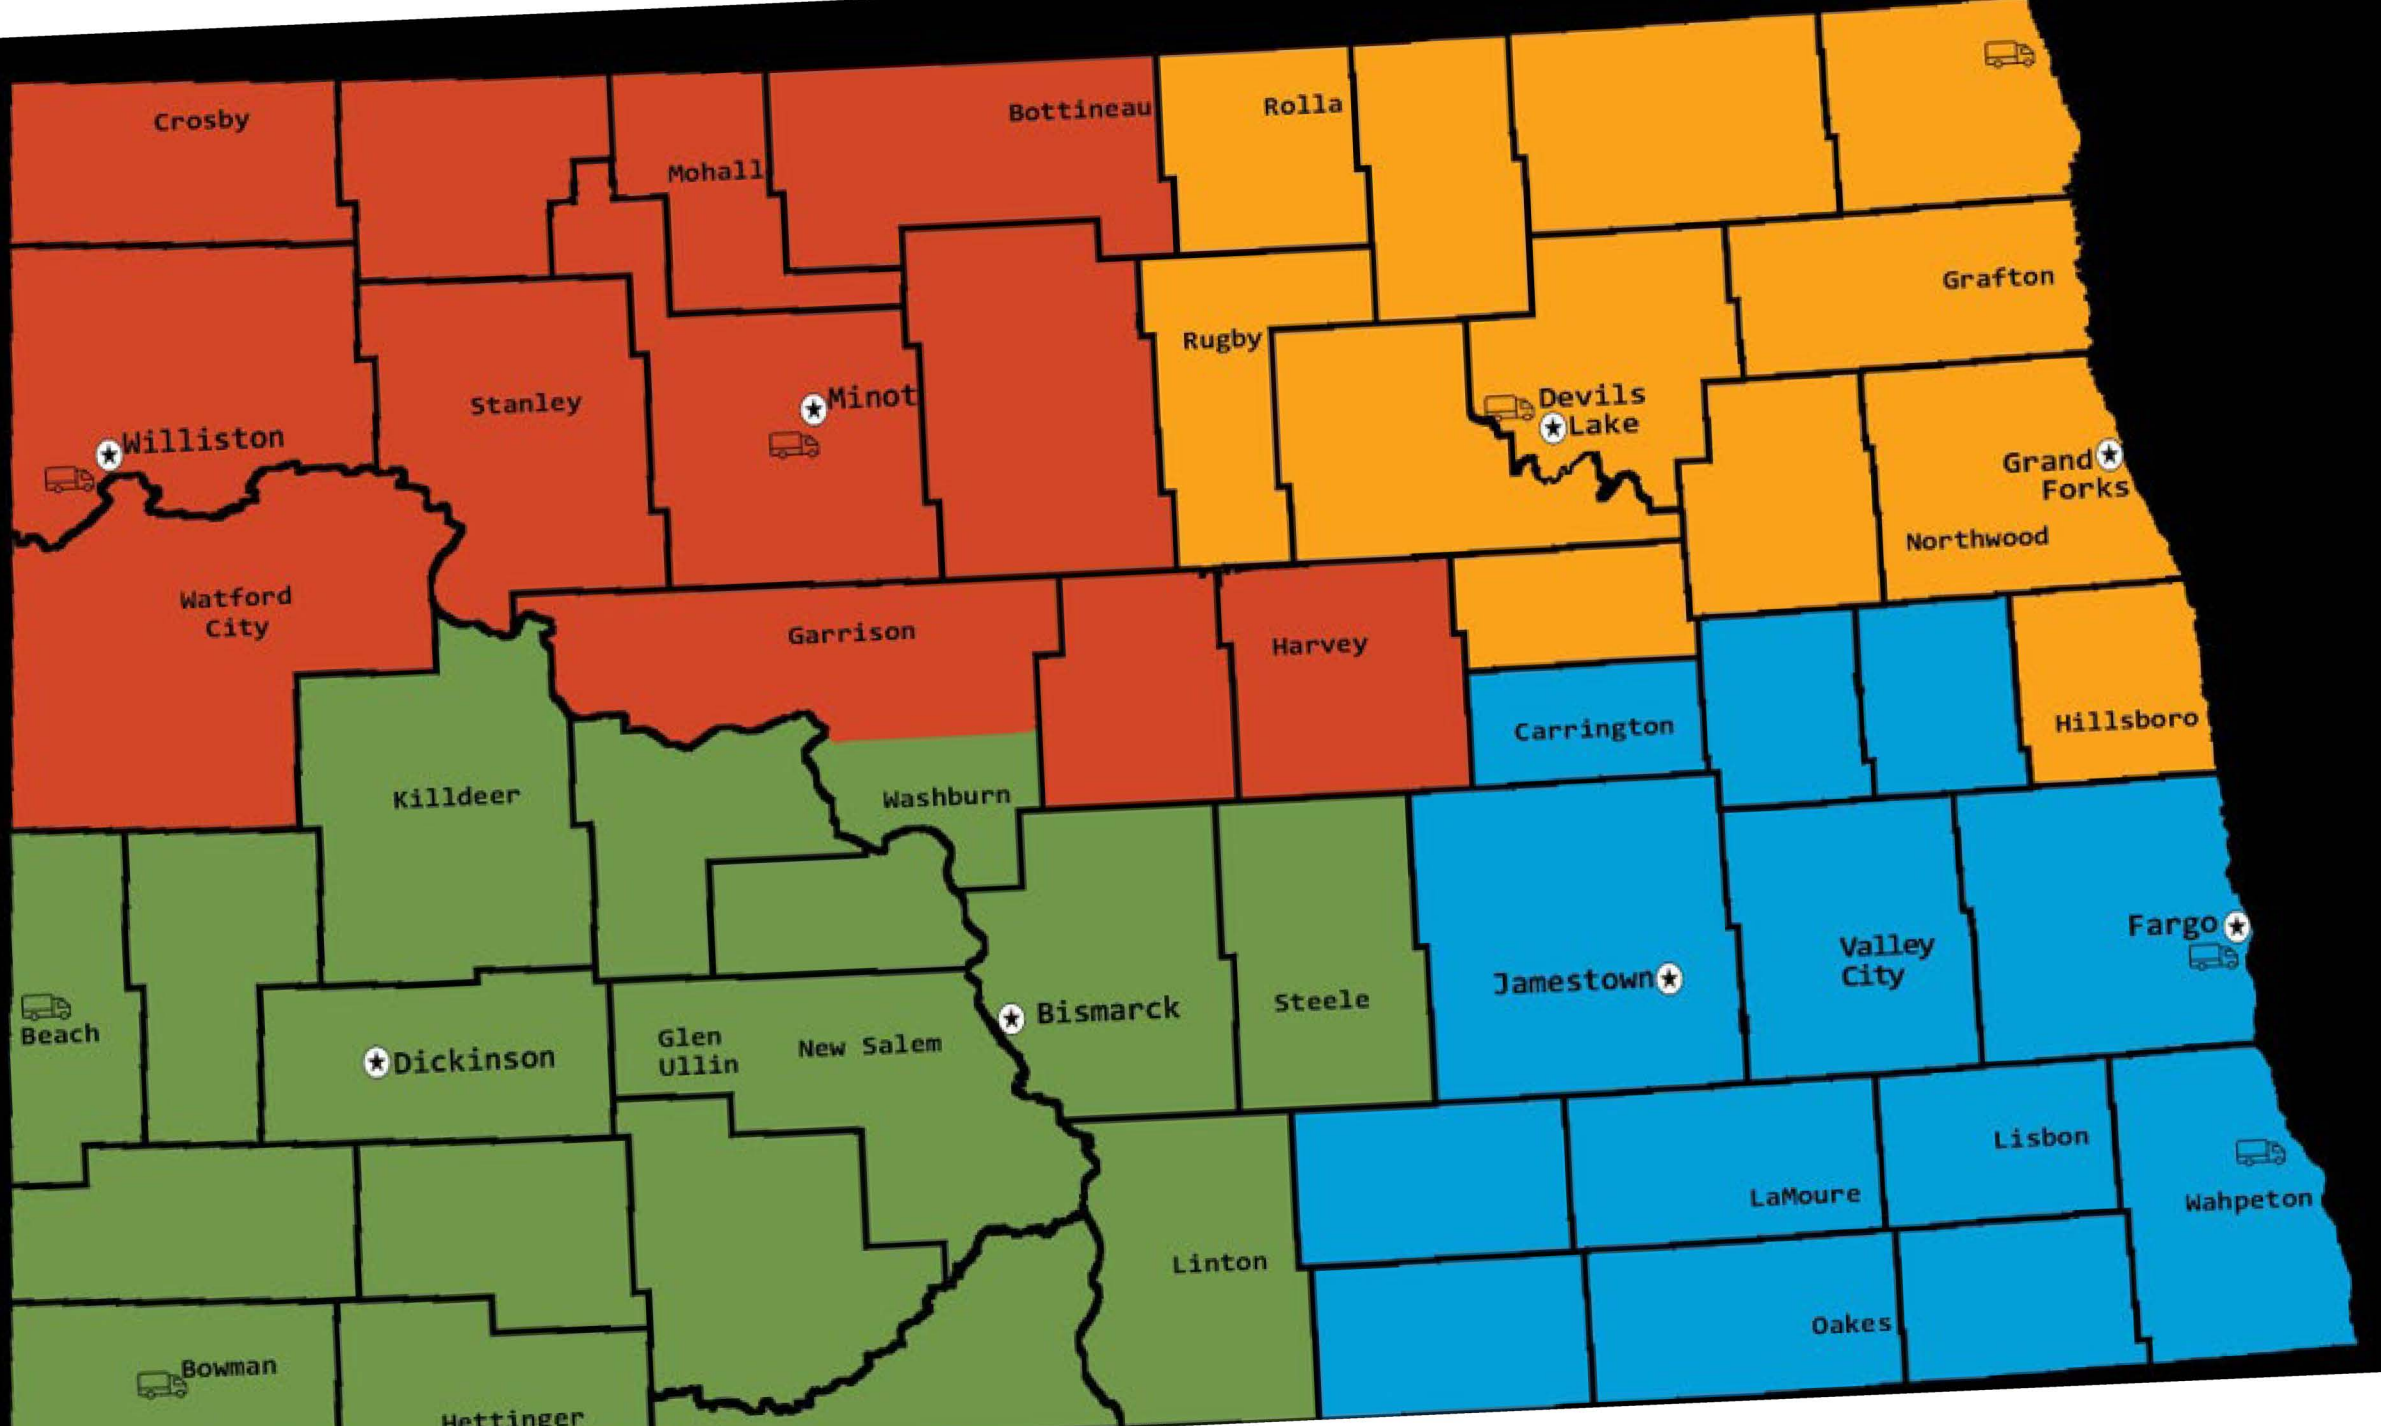 Crosby
Bottineau
Rolla
Mohall
Grafton
Rugby
Stanley
Minot
Devils
Lake
Williston
Grand
Forks
Northwood
Watford
City
Garrison
Harvey
Hillsboro
Carrington
Killdeer
Washburn
Fargo
Valley
City
Jamestown
Steele
Bismarck
Beach
Dickinson
Glen
Ullin
New Salem
Lisbon
LaMoure
Wahpeton
Linton
Oakes
Bowman
Hettinger